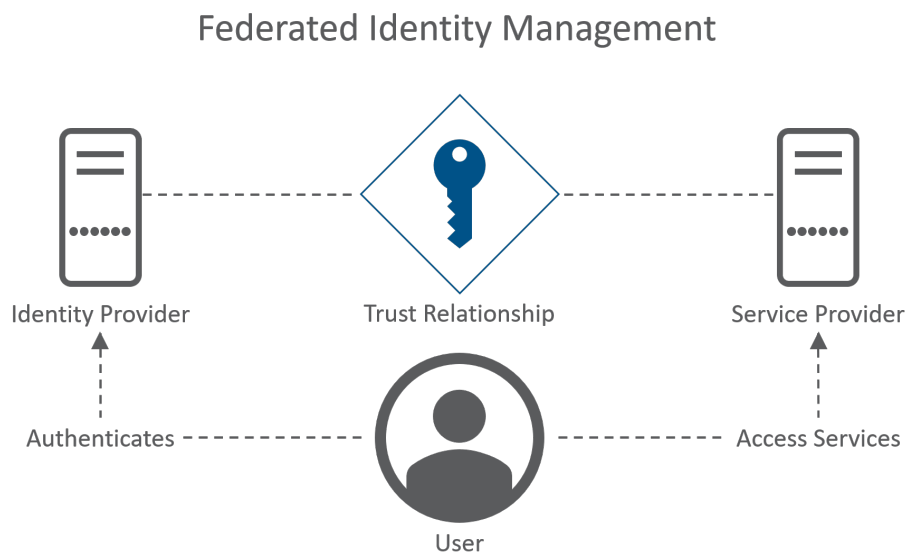 Federated Identity Management
Identity Provider
Trust Relationship
Service Provider
Authenticates
Access Services
User